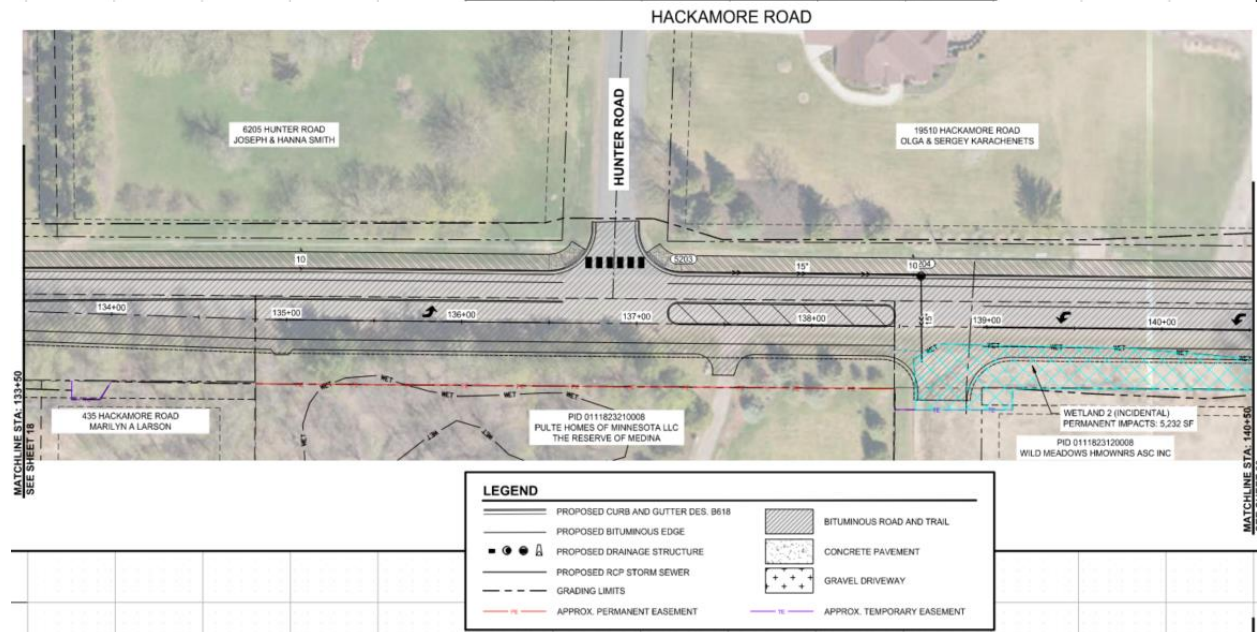 HACKAMORE ROAD
6205 HUNTER ROAD
JOSEPH & HANNA SMITH
HUNTER ROAD
19510 HACKAMORE ROAD
OLGA & SERGEY KARACHENETS
10
5203
15"
10
134+00
135+00
136+00
137+00
138+00
15"
139+00
140+00
WET
WET
WET
WET
WET
WET
WET
WET
WET
MATCHLINE STA: 133+50
SEE SHEET 18
435 HACKAMORE ROAD
MARILYN A LARSON
PID 0111823210008
PULTE HOMES OF MINNESOTA LLC
THE RESERVE OF MEDINA
WETLAND 2 (INCIDENTAL)
PERMANENT IMPACTS: 5,232 SF
PID 0111823120008
WILD MEADOWS HMOWNRS ASC INC
MATCHLINE STA: 140+50
LEGEND
PROPOSED CURB AND GUTTER DES. B618
PROPOSED BITUMINOUS EDGE
PROPOSED DRAINAGE STRUCTURE
PROPOSED RCP STORM SEWER
GRADING LIMITS
PE
APPROX. PERMANENT EASEMENT
BITUMINOUS ROAD AND TRAIL
CONCRETE PAVEMENT
GRAVEL DRIVEWAY
TE
APPROX. TEMPORARY EASEMENT